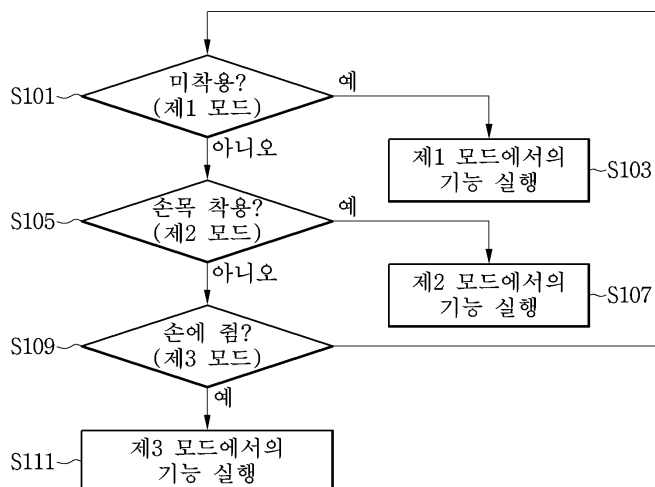 S101
미착용?
(제1 모드)
예
아니오
제1 모드에서의
기능 실행
S103
S105
손목 착용?
(제2 모드)
예
아니오
제2 모드에서의
기능 실행
S107
S109
손에 쥠?
(제3 모드)
예
S111
제3 모드에서의
기능 실행